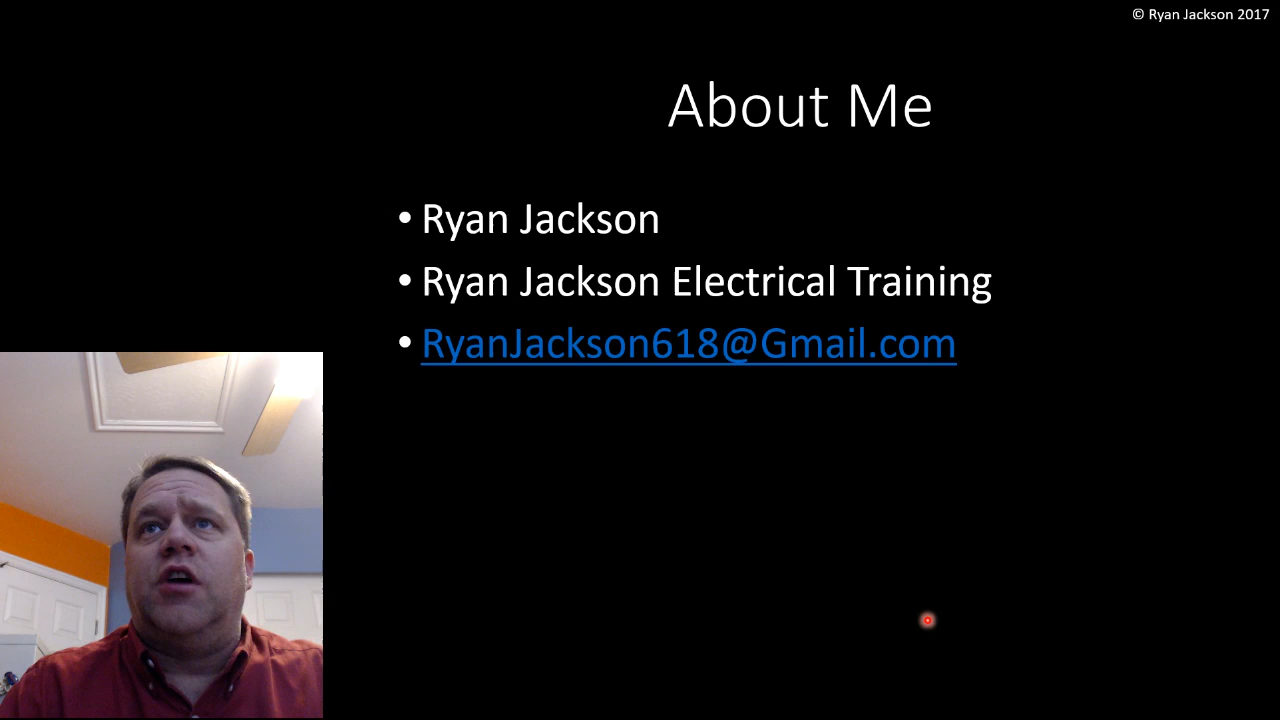 © Ryan Jackson 2017
About Me
• Ryan Jackson
• Ryan Jackson Electrical Training
• RyanJackson618@Gmail.com